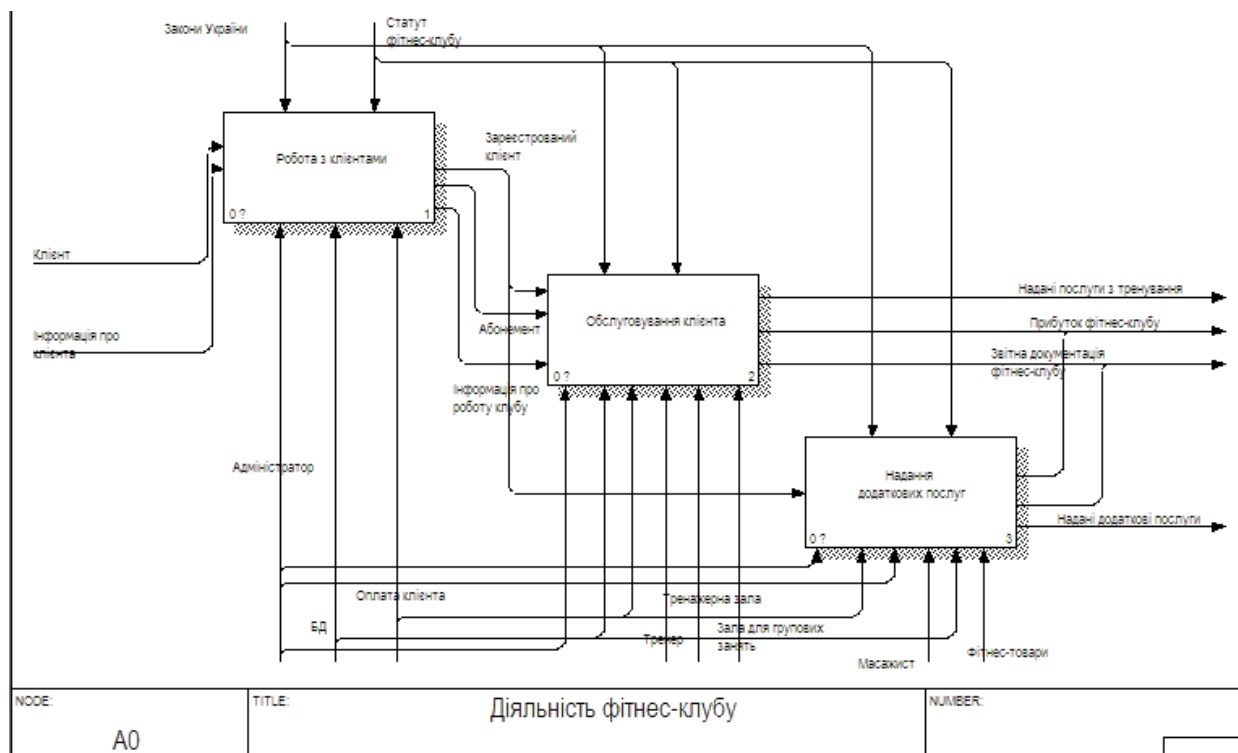 Закони України
Статут
фітнес-клубу
Робота з клієнтами
0 ?
1
Зареєстрований
клієнт
Клієнт
Інформація про
клієнта
Абонемент
Обслуговування клієнта
0 ?
2
Надані послуги з тренування
Прибуток фітнес-клубу
Звітна документація
фітнес-клубу
Інформація про
роботу клубу
Адміністратор
Надання
додаткових послуг
0 ?
3
Надані додаткові послуги
Оплата клієнта
Тренажерна зала
БД
Тренер
Зала для групових
занять
Масажист
Фітнес-товари
NODE:
A0
TITLE:
Діяльність фітнес-клубу
NUMBER: